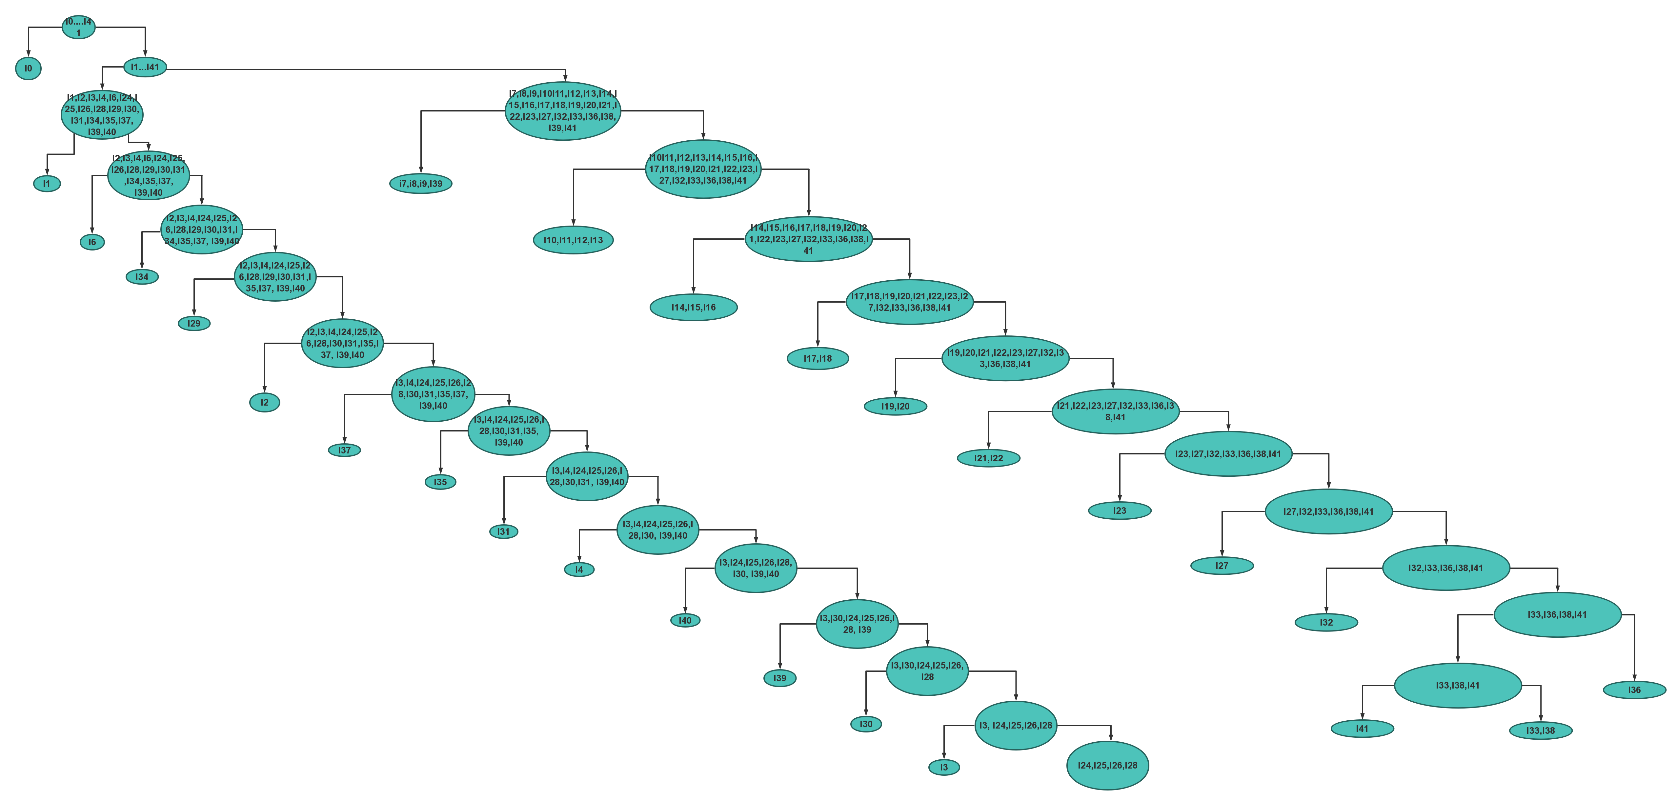 I0....I4
1
I0
I1...I41
I1,I2,I3,I4,I6,I24,I
25,I26,I28,I29,I30,
I31,I34,I35,I37,
I39,I40
I7,I8,I9,I10I11,I12,I13,I14,I
15,I16,I17,I18,I19,I20,I21,I
22,I23,I27,I32,I33,I36,I38,
I39,I41
I1
I2,I3,I4,I6,I24,I25,
I26,I28,I29,I30,I31
,I34,I35,I37,
I39,I40
i7,i8,i9,I39
I10I11,I12,I13,I14,I15,I16,I
17,I18,I19,I20,I21,I22,I23,I
27,I32,I33,I36,I38,I41
I6
I2,I3,I4,I24,I25,I2
6,I28,I29,I30,I31,I
34,I35,I37, I39,I40
I10,I11,I12,I13
I14,I15,I16,I17,I18,I19,I20,I2
1,I22,I23,I27,I32,I33,I36,I38,I
41
I34
I2,I3,I4,I24,I25,I2
6,I28,I29,I30,I31,I
35,I37, I39,I40
I14,I15,I16
I17,I18,I19,I20,I21,I22,I23,I2
7,I32,I33,I36,I38,I41
I29
I2,I3,I4,I24,I25,I2
6,I28,I30,I31,I35,I
37, I39,I40
I17,I18
I19,I20,I21,I22,I23,I27,I32,I3
3,I36,I38,I41
I2
I3,I4,I24,I25,I26,I2
8,I30,I31,I35,I37,
I39,I40
I19,I20
I21,I22,I23,I27,I32,I33,I36,I3
8,I41
I37
I3,I4,I24,I25,I26,I
28,I30,I31,I35,
I39,I40
I21,I22
I23,I27,I32,I33,I36,I38,I41
I35
I3,I4,I24,I25,I26,I
28,I30,I31, I39,I40
I23
I27,I32,I33,I36,I38,I41
I31
I3,I4,I24,I25,I26,I
28,I30, I39,I40
I27
I32,I33,I36,I38,I41
I4
I3,I24,I25,I26,I28,
I30, I39,I40
I32
I33,I36,I38,I41
I40
I3,I30,I24,I25,I26,I
28, I39
I33,I38,I41
I36
I39
I3,I30,I24,I25,I26,
I28
I41
I33,I38
I30
I3, I24,I25,I26,I28
I3
I24,I25,I26,I28